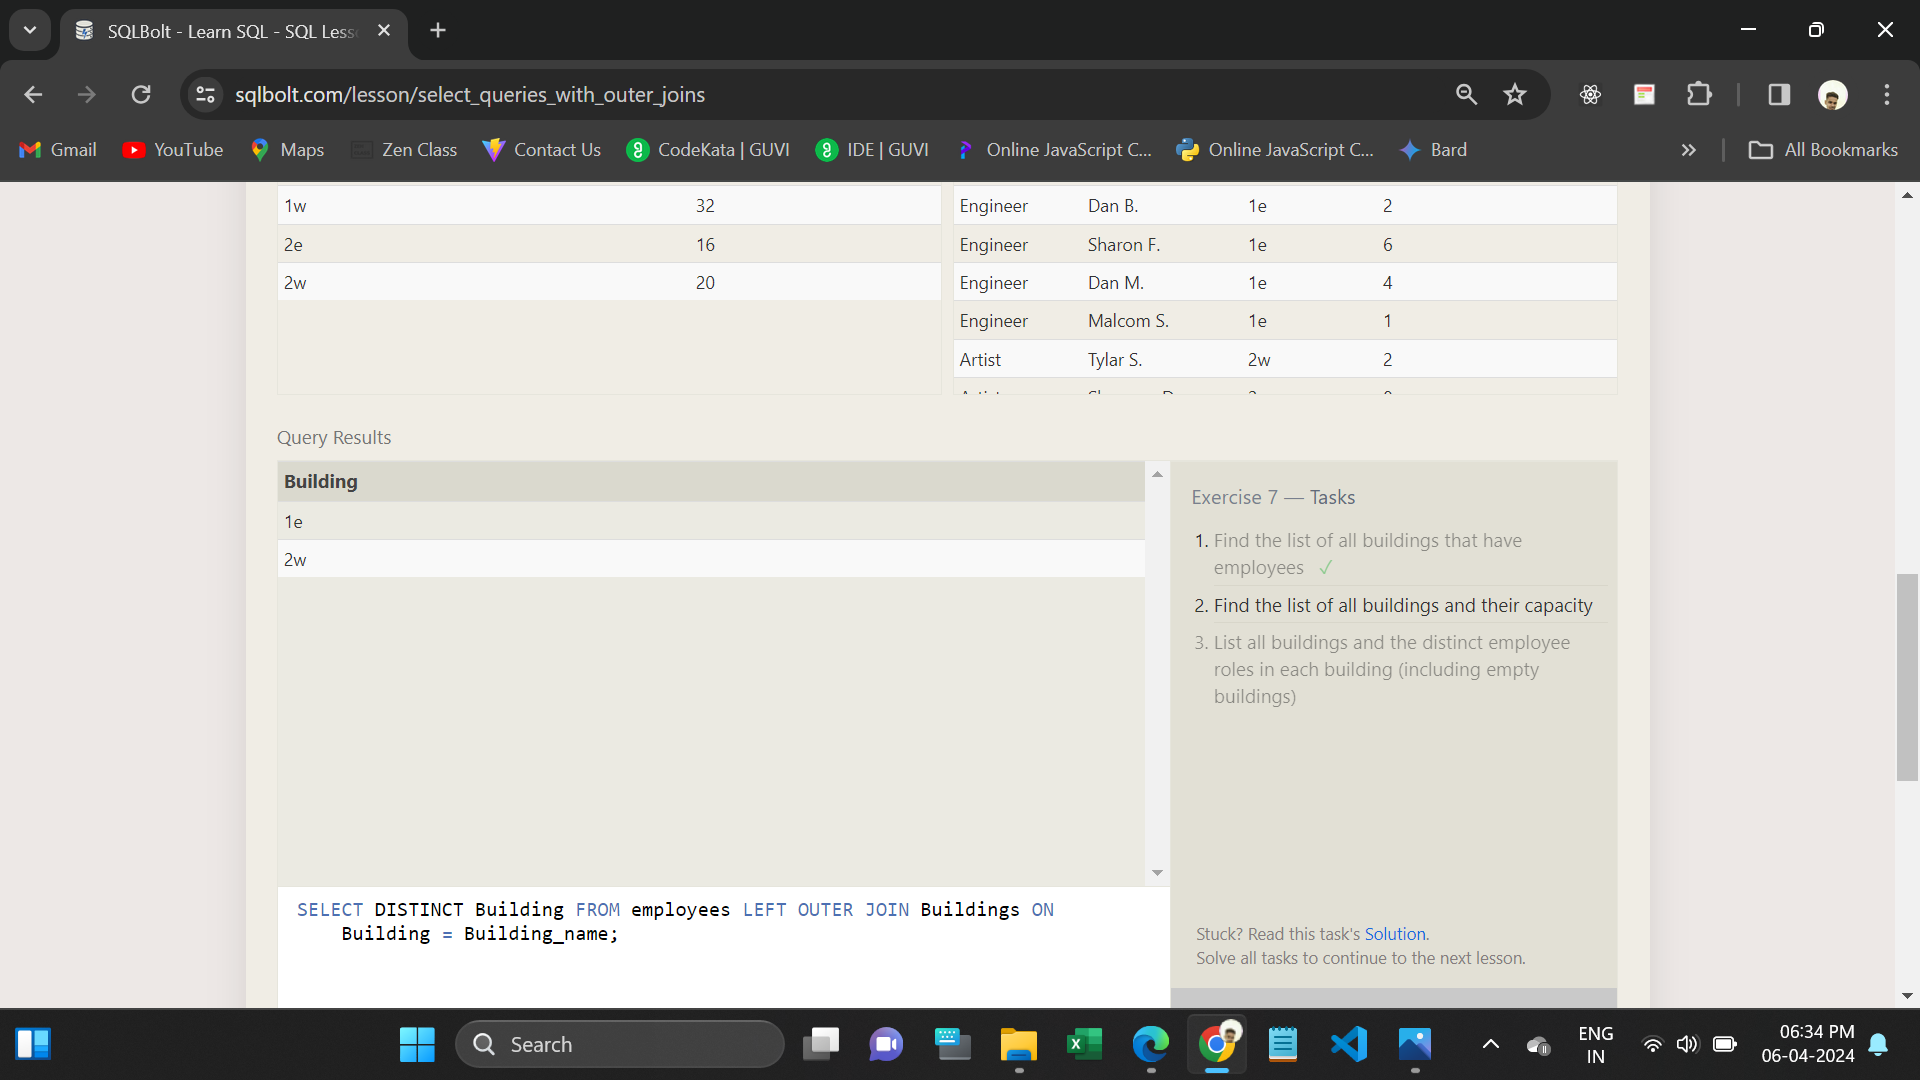 SQLBolt - Learn SQL - SQL Less
sqlbolt.com/lesson/select_queries_with_outer_joins
Gmail YouTube Maps Zen Class Contact Us CodeKata | GUVI IDE | GUVI Online JavaScript C... Online JavaScript C... Bard » All Bookmarks
1w 32
2e 16
2w 20
Engineer Dan B. 1e 2
Engineer Sharon F. 1e 6
Engineer Dan M. 1e 4
Engineer Malcom S. 1e 1
Artist Tylar S. 2w 2
Query Results
Building
1e
2w
Exercise 7 — Tasks
1. Find the list of all buildings that have
employees ✓
2. Find the list of all buildings and their capacity
3. List all buildings and the distinct employee
roles in each building (including empty
buildings)
SELECT DISTINCT Building FROM employees LEFT OUTER JOIN Buildings ON
Building = Building_name;
Stuck? Read this task's Solution.
Solve all tasks to continue to the next lesson.
Search
ENG
IN
06:34 PM
06-04-2024